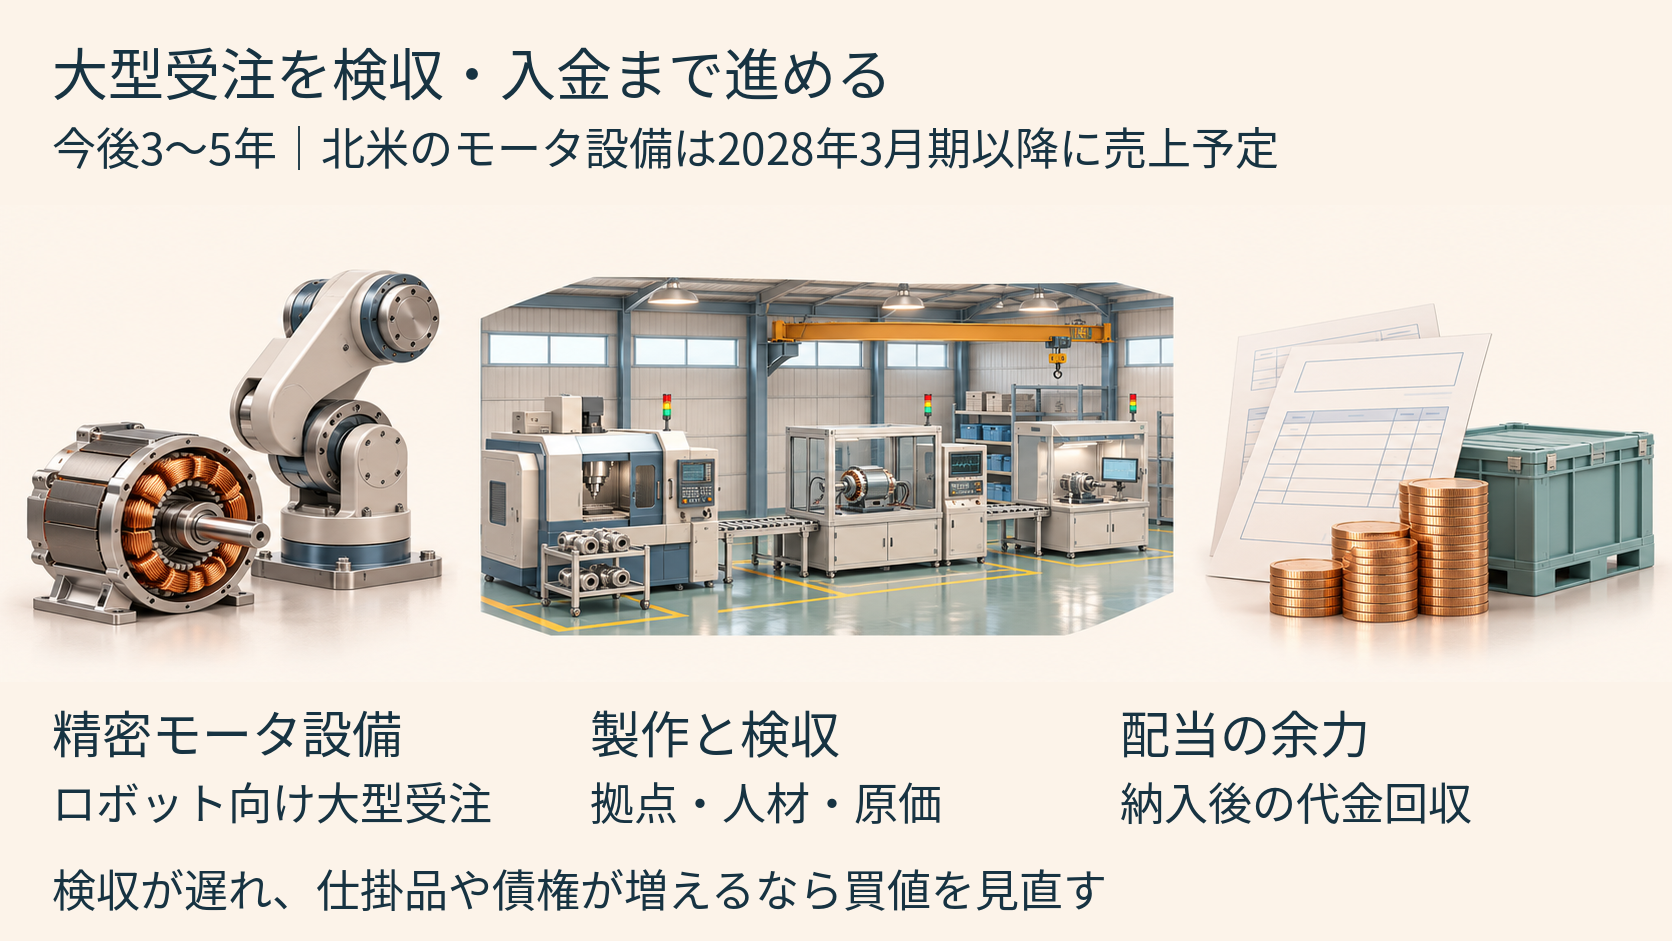 大型受注を検収・入金まで進める
今後3〜5年｜北米のモータ設備は2028年3月期以降に売上予定
精密モータ設備
ロボット向け大型受注
製作と検収
拠点・人材・原価
配当の余力
納入後の代金回収
検収が遅れ、仕掛品や債権が増えるなら買値を見直す